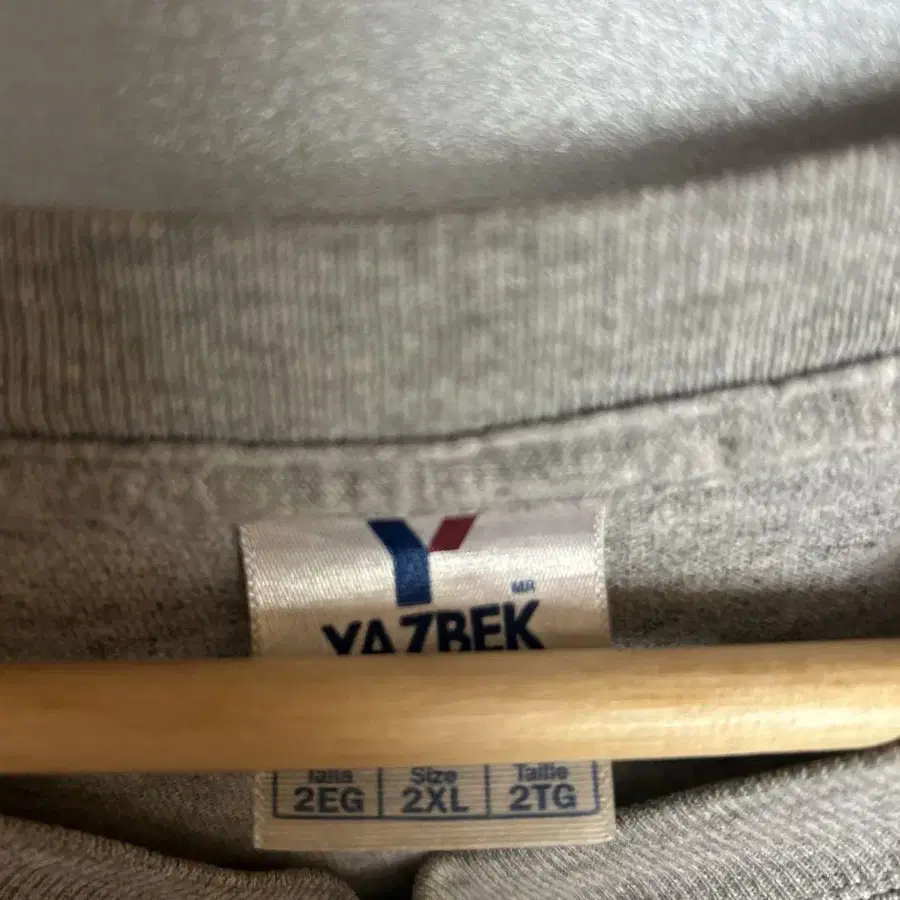 MR
YAZBEK
Talla Size Taille
2EG 2XL 2TG